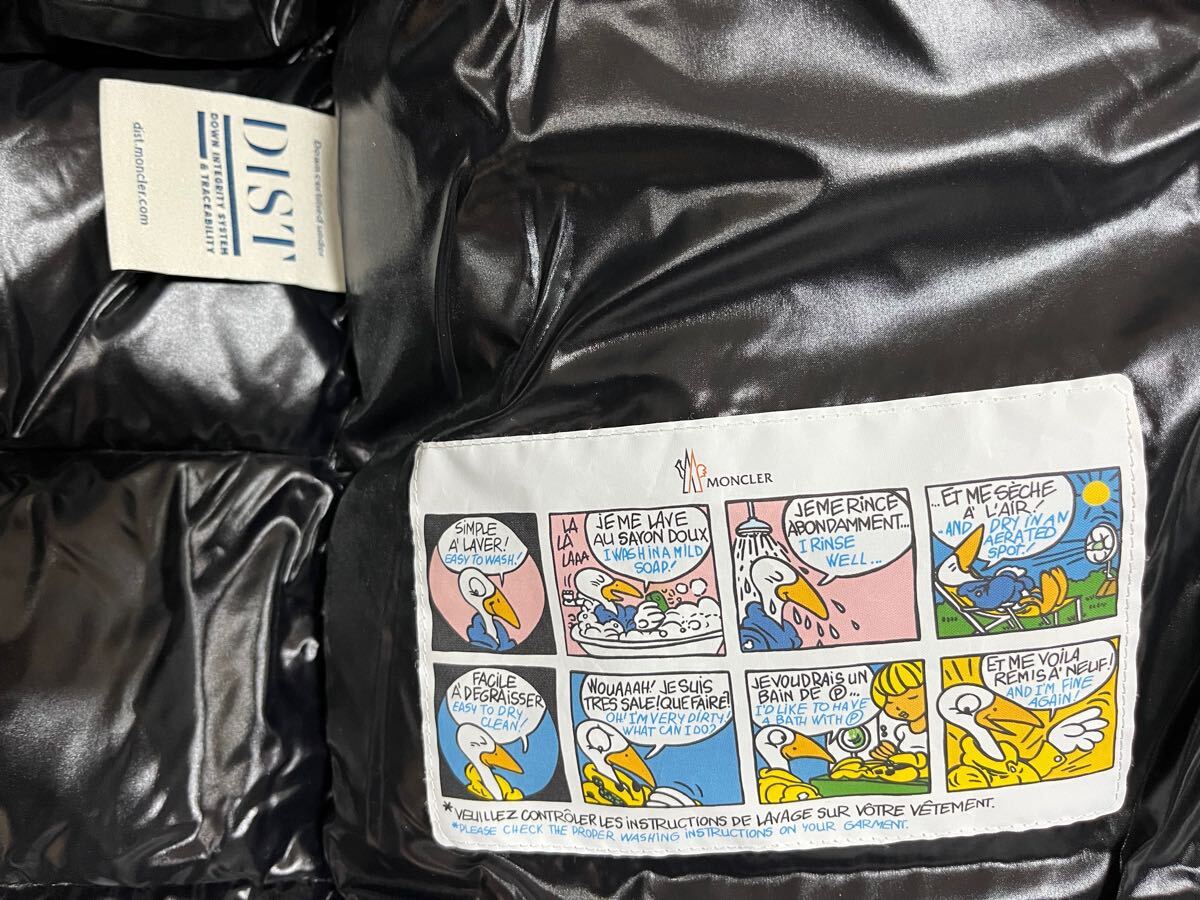 Down certified under
DIST
DOWN INTEGRITY SYSTEM
& TRACEABILITY
dist.moncler.com
MONCLER
SIMPLE
A' LAVER!
EASY TO WASH!
LA
LA
LAAA
JE ME LAVE
AU SAVON DOUX
I WASH IN A MILD
SOAP!
JE ME RINCE
ABONDAMMENT...
I RINSE
WELL...
...ET ME SÈCHE
A' L'AIR!
-AND DRY IN AN
AERATED
SPOT!
FACILE
A' DEGRAISSER
EASY TO DRY
CLEAN!
WOUAAAH! JE SUIS
TRES SALE! QUE FAIRE!
OH! I'M VERY DIRTY!
WHAT CAN I DO?
JE VOUDRAIS UN
BAIN DE Ⓟ...
I'D LIKE TO HAVE
A BATH WITH Ⓟ
ET ME VOILA
REMIS A' NEUF!
AND I'M FINE
AGAIN!
*VEUILLEZ CONTRÔLER LES INSTRUCTIONS DE LAVAGE SUR VÔTRE VÊTEMENT.
*PLEASE CHECK THE PROPER WASHING INSTRUCTIONS ON YOUR GARMENT.